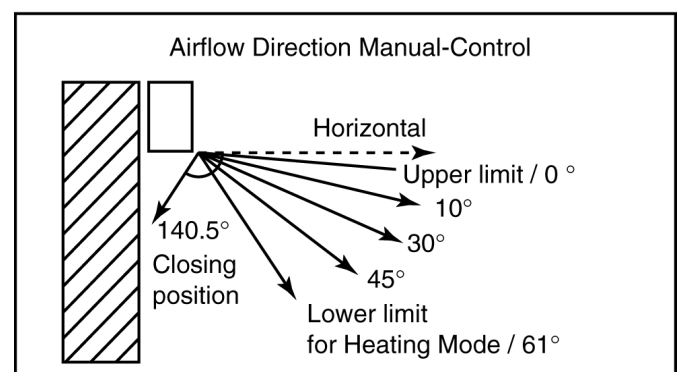 Airflow Direction Manual-Control
Horizontal
Upper limit / 0 °
10°
30°
45°
140.5°
Closing
position
Lower limit
for Heating Mode / 61°